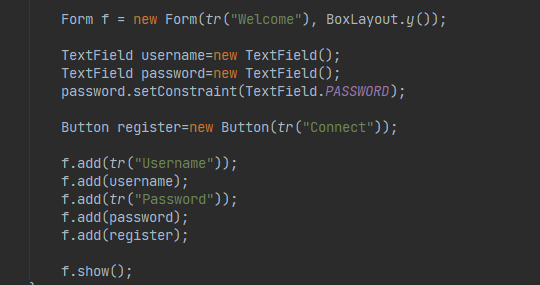 Form f = new Form(tr("Welcome"), BoxLayout.y());
TextField username=new TextField();
TextField password=new TextField();
password.setConstraint(TextField.PASSWORD);
Button register=new Button(tr("Connect"));
f.add(tr("Username"));
f.add(username);
f.add(tr("Password"));
f.add(password);
f.add(register);
f.show();